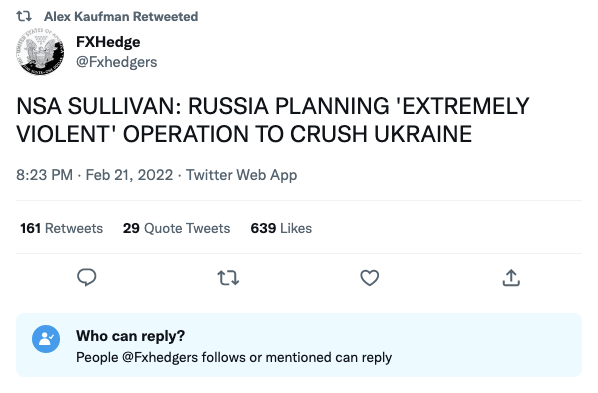 Alex Kaufman Retweeted
FXHedge
@Fxhedgers
NSA SULLIVAN: RUSSIA PLANNING 'EXTREMELY
VIOLENT' OPERATION TO CRUSH UKRAINE
8:23 PM · Feb 21, 2022 · Twitter Web App
161 Retweets 29 Quote Tweets 639 Likes
Who can reply?
People @Fxhedgers follows or mentioned can reply